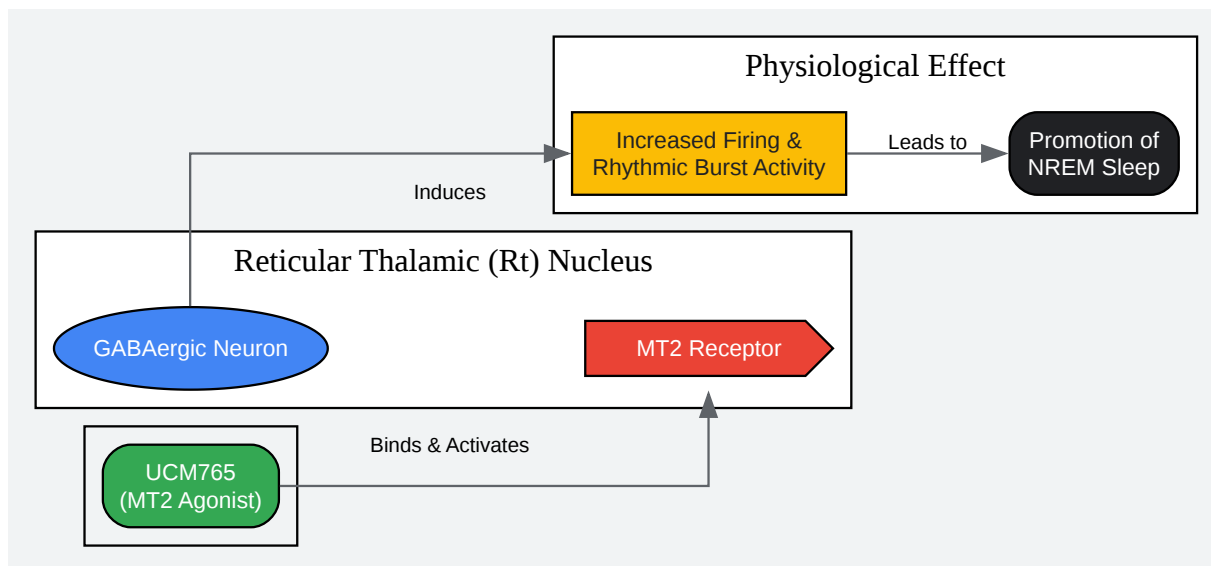 Physiological Effect
Increased Firing &
Rhythmic Burst Activity
Leads to
Promotion of
NREM Sleep
Induces
Reticular Thalamic (Rt) Nucleus
GABAergic Neuron
MT2 Receptor
Binds & Activates
UCM765
(MT2 Agonist)